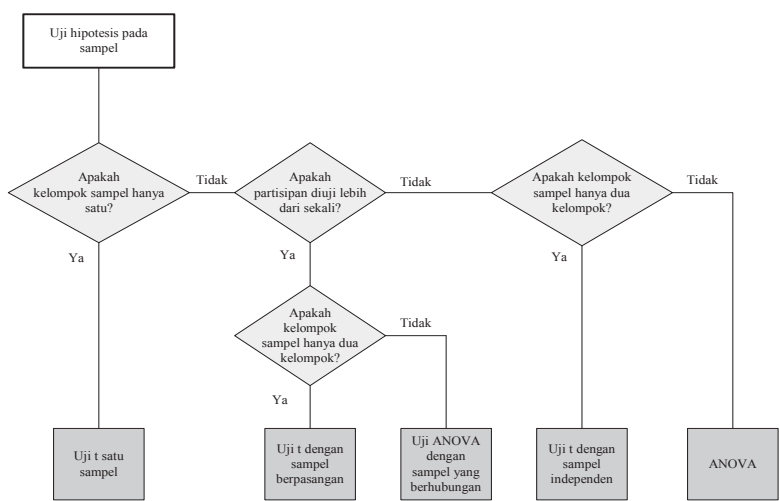 Uji hipotesis pada
sampel
Apakah
kelompok sampel hanya
satu?
Tidak
Apakah
partisipan diuji lebih
dari sekali?
Tidak
Apakah kelompok
sampel hanya dua
kelompok?
Tidak
Ya
Ya
Ya
Apakah
kelompok
sampel hanya dua
kelompok?
Tidak
Ya
Uji t satu
sampel
Uji t dengan
sampel
berpasangan
Uji ANOVA
dengan
sampel yang
berhubungan
Uji t dengan
sampel
independen
ANOVA